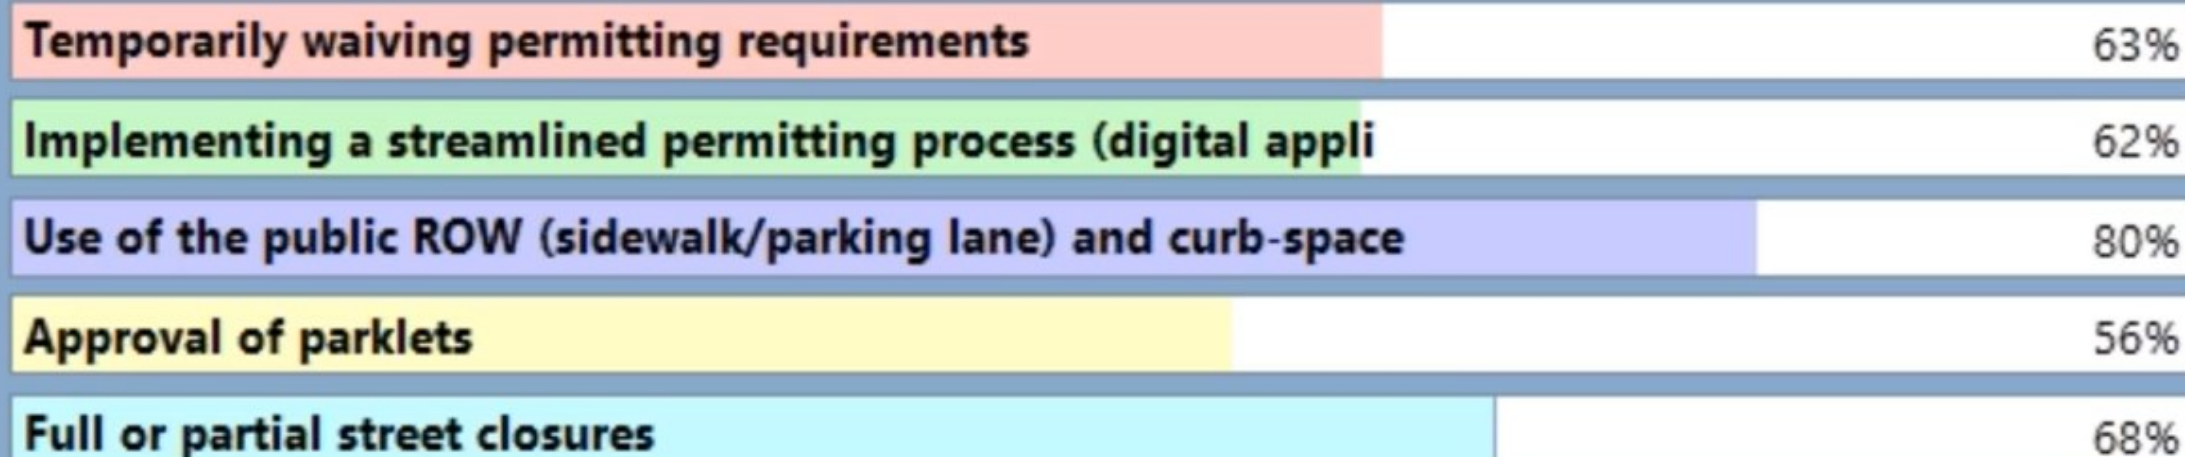 Temporarily waiving permitting requirements 63%
Implementing a streamlined permitting process (digital appli 62%
Use of the public ROW (sidewalk/parking lane) and curb-space 80%
Approval of parklets 56%
Full or partial street closures 68%